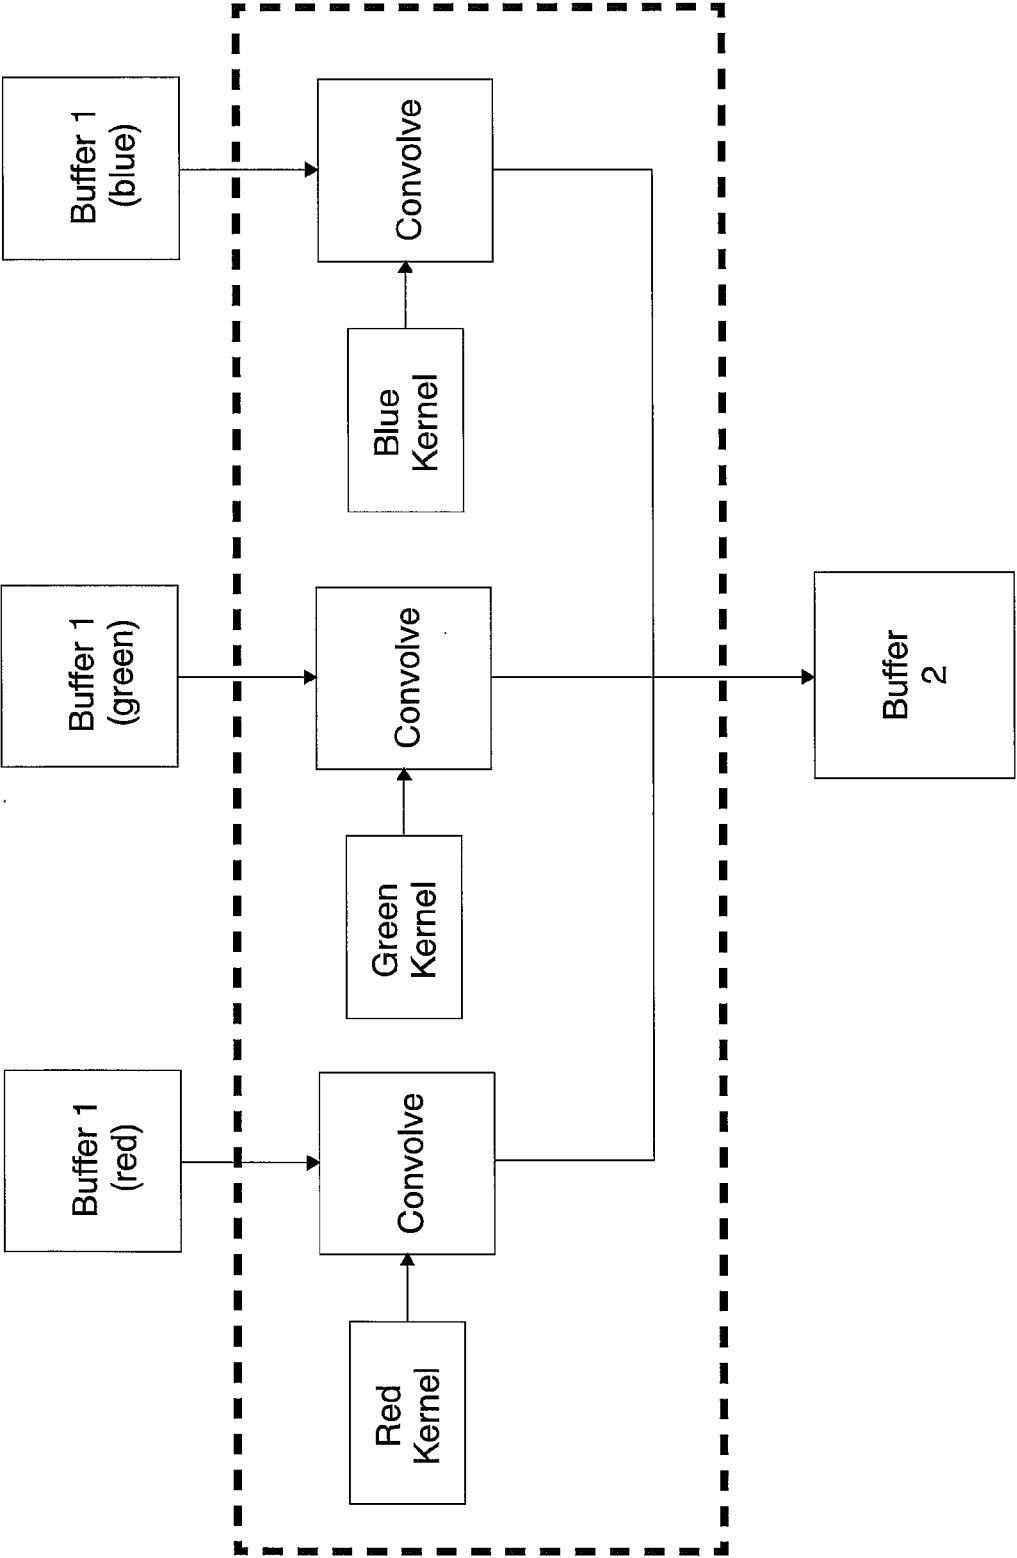 Buffer 1
(red)
Buffer 1
(green)
Buffer 1
(blue)
Red
Kernel
Convolve
Green
Kernel
Convolve
Blue
Kernel
Convolve
Buffer
2